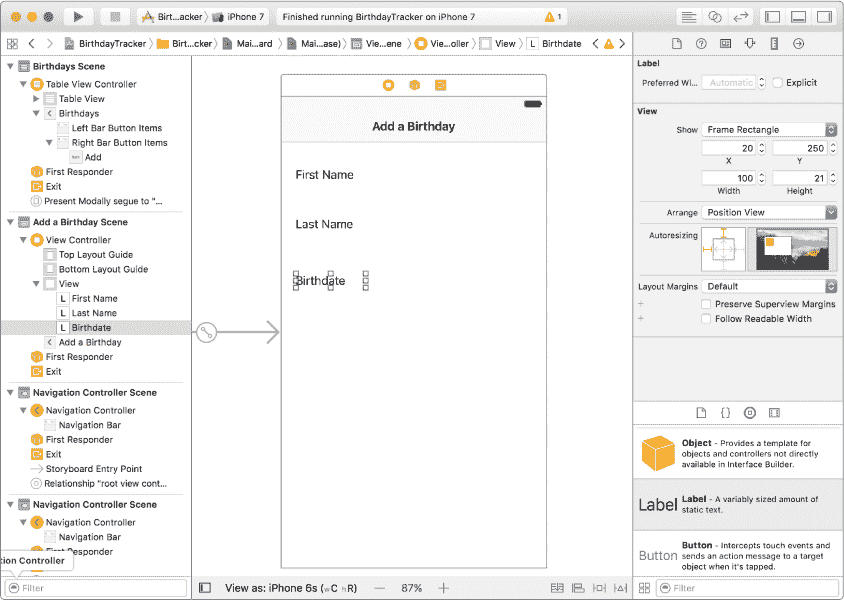 Birt...acker iPhone 7 Finished running BirthdayTracker on iPhone 7 1
BirthdayTracker Birt...cker Mai...ard Mai...ase) Vie...ene Vie...oller View L Birthdate
Birthdays Scene
Table View Controller
Table View
Birthdays
Left Bar Button Items
Right Bar Button Items
Add
First Responder
Exit
Present Modally segue to "...
Add a Birthday Scene
View Controller
Top Layout Guide
Bottom Layout Guide
View
L First Name
L Last Name
L Birthdate
Add a Birthday
First Responder
Exit
Navigation Controller Scene
Navigation Controller
Navigation Bar
First Responder
Exit
Storyboard Entry Point
Relationship "root view cont...
Navigation Controller Scene
Navigation Controller
Navigation Bar
First Responder
tion Controller
Filter
Add a Birthday
First Name
Last Name
Birthdate
View as: iPhone 6s (wC hR) — 87% +
Label
Preferred Wi... Automatic Explicit
View
Show Frame Rectangle
20 250
X Y
100 21
Width Height
Arrange Position View
Autoresizing
Layout Margins Default
+ Preserve Superview Margins
+ Follow Readable Width
{}
Object - Provides a template for
objects and controllers not directly
available in Interface Builder.
Label Label - A variably sized amount of
static text.
Button Button - Intercepts touch events and
sends an action message to a target
object when it's tapped.
Filter